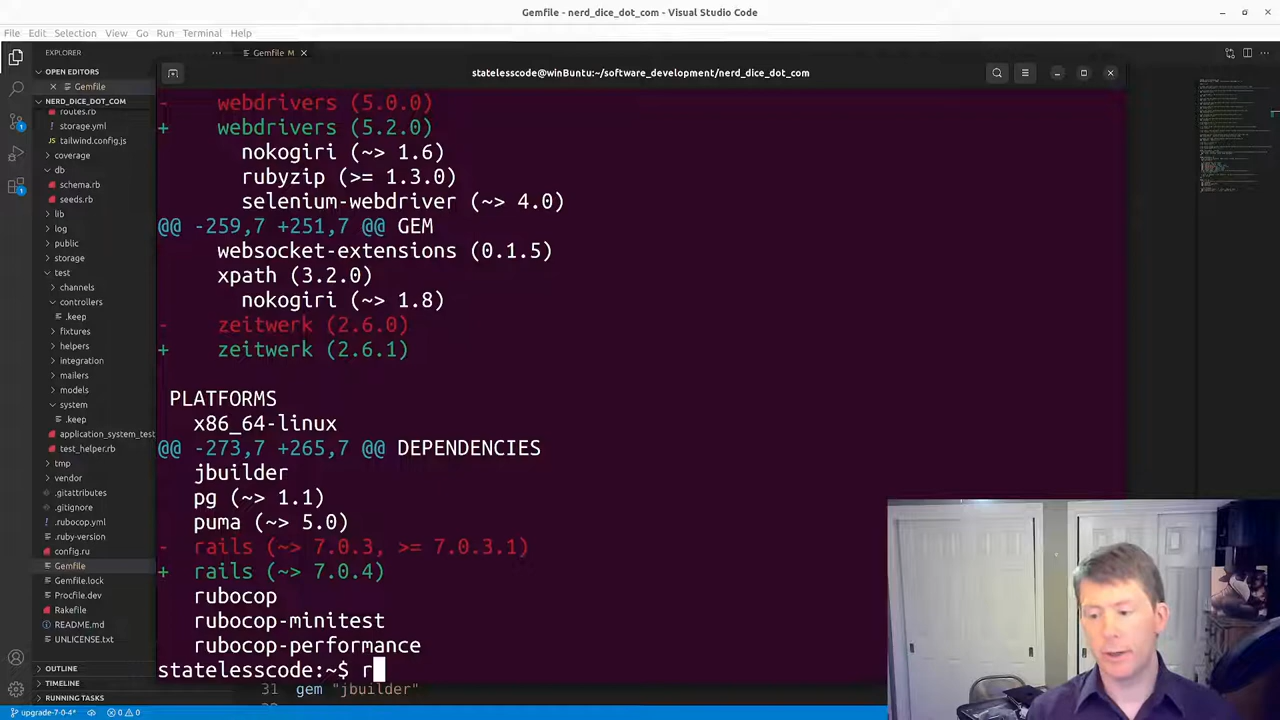 Gemfile - nerd_dice_dot_com - Visual Studio Code
File Edit Selection View Go Run Terminal Help
EXPLORER
Gemfile M
OPEN EDITORS
Gemfile
NERD_DICE_DOT_COM
routes.rb
storage.yml
tailwind.config.js
coverage
db
schema.rb
seeds.rb
lib
log
public
storage
test
channels
controllers
.keep
fixtures
helpers
integration
mailers
models
system
.keep
application_system_test
test_helper.rb
tmp
vendor
.gitattributes
.gitignore
.rubocop.yml
.ruby-version
config.ru
Gemfile
Gemfile.lock
Procfile.dev
Rakefile
README.md
UNLICENSE.txt
OUTLINE
TIMELINE
RUNNING TASKS
upgrade-7-0-4* 0 0
statelesscode@winBuntu:~/software_development/nerd_dice_dot_com
- webdrivers (5.0.0)
+ webdrivers (5.2.0)
nokogiri (~> 1.6)
rubyzip (>= 1.3.0)
selenium-webdriver (~> 4.0)
@@ -259,7 +251,7 @@ GEM
websocket-extensions (0.1.5)
xpath (3.2.0)
nokogiri (~> 1.8)
- zeitwerk (2.6.0)
+ zeitwerk (2.6.1)
PLATFORMS
x86_64-linux
@@ -273,7 +265,7 @@ DEPENDENCIES
jbuilder
pg (~> 1.1)
puma (~> 5.0)
- rails (~> 7.0.3, >= 7.0.3.1)
+ rails (~> 7.0.4)
rubocop
rubocop-minitest
rubocop-performance
statelesscode:~$ r
31 gem "jbuilder"